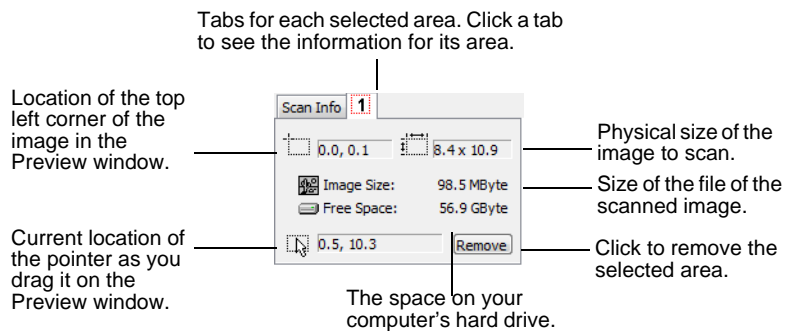 Tabs for each selected area. Click a tab
to see the information for its area.
Location of the top
left corner of the
image in the
Preview window.
Scan Info 1
0.0, 0.1 8.4 x 10.9
Physical size of the
image to scan.
Image Size: 98.5 MByte
Size of the file of the
scanned image.
Free Space: 56.9 GByte
Current location of
the pointer as you
drag it on the
Preview window.
0.5, 10.3 Remove
Click to remove the
selected area.
The space on your
computer's hard drive.